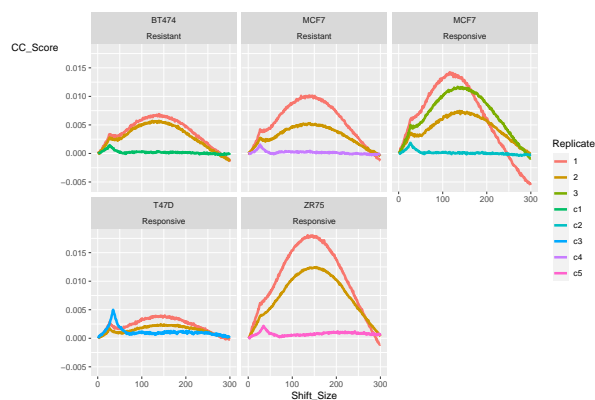 BT474
MCF7
MCF7
CC_Score
Resistant
Resistant
Responsive
0.015
0.010
0.005
0.000
−0.005
0
100
200
300
T47D
ZR75
Responsive
Responsive
0.015
0.010
0.005
0.000
−0.005
0
100
200
300
0
100
200
300
Shift_Size
Replicate
1
2
3
c1
c2
c3
c4
c5